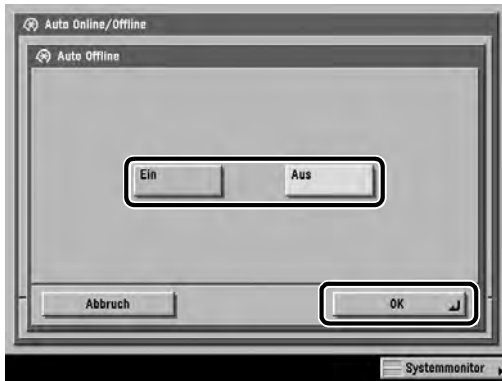 Auto Online/Offline
Auto Offline
Ein Aus
Abbruch OK
Systemmonitor